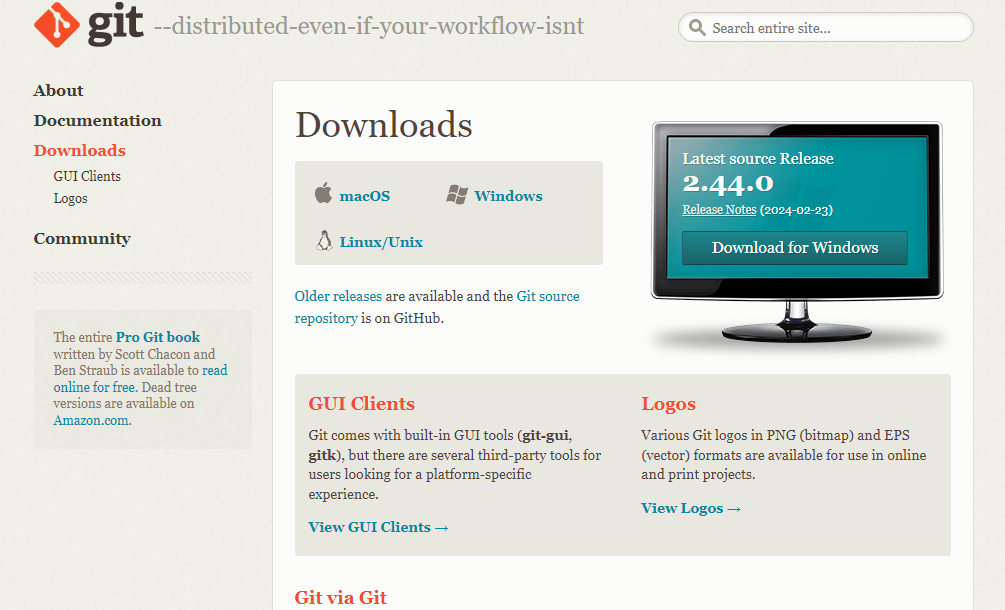 git --distributed-even-if-your-workflow-isnt
Search entire site...
About
Documentation
Downloads
GUI Clients
Logos
Community
The entire Pro Git book
written by Scott Chacon and
Ben Straub is available to read
online for free. Dead tree
versions are available on
Amazon.com.
Downloads
macOS
Windows
Linux/Unix
Older releases are available and the Git source
repository is on GitHub.
Latest source Release
2.44.0
Release Notes (2024-02-23)
Download for Windows
GUI Clients
Git comes with built-in GUI tools (git-gui,
gitk), but there are several third-party tools for
users looking for a platform-specific
experience.
View GUI Clients →
Logos
Various Git logos in PNG (bitmap) and EPS
(vector) formats are available for use in online
and print projects.
View Logos →
Git via Git